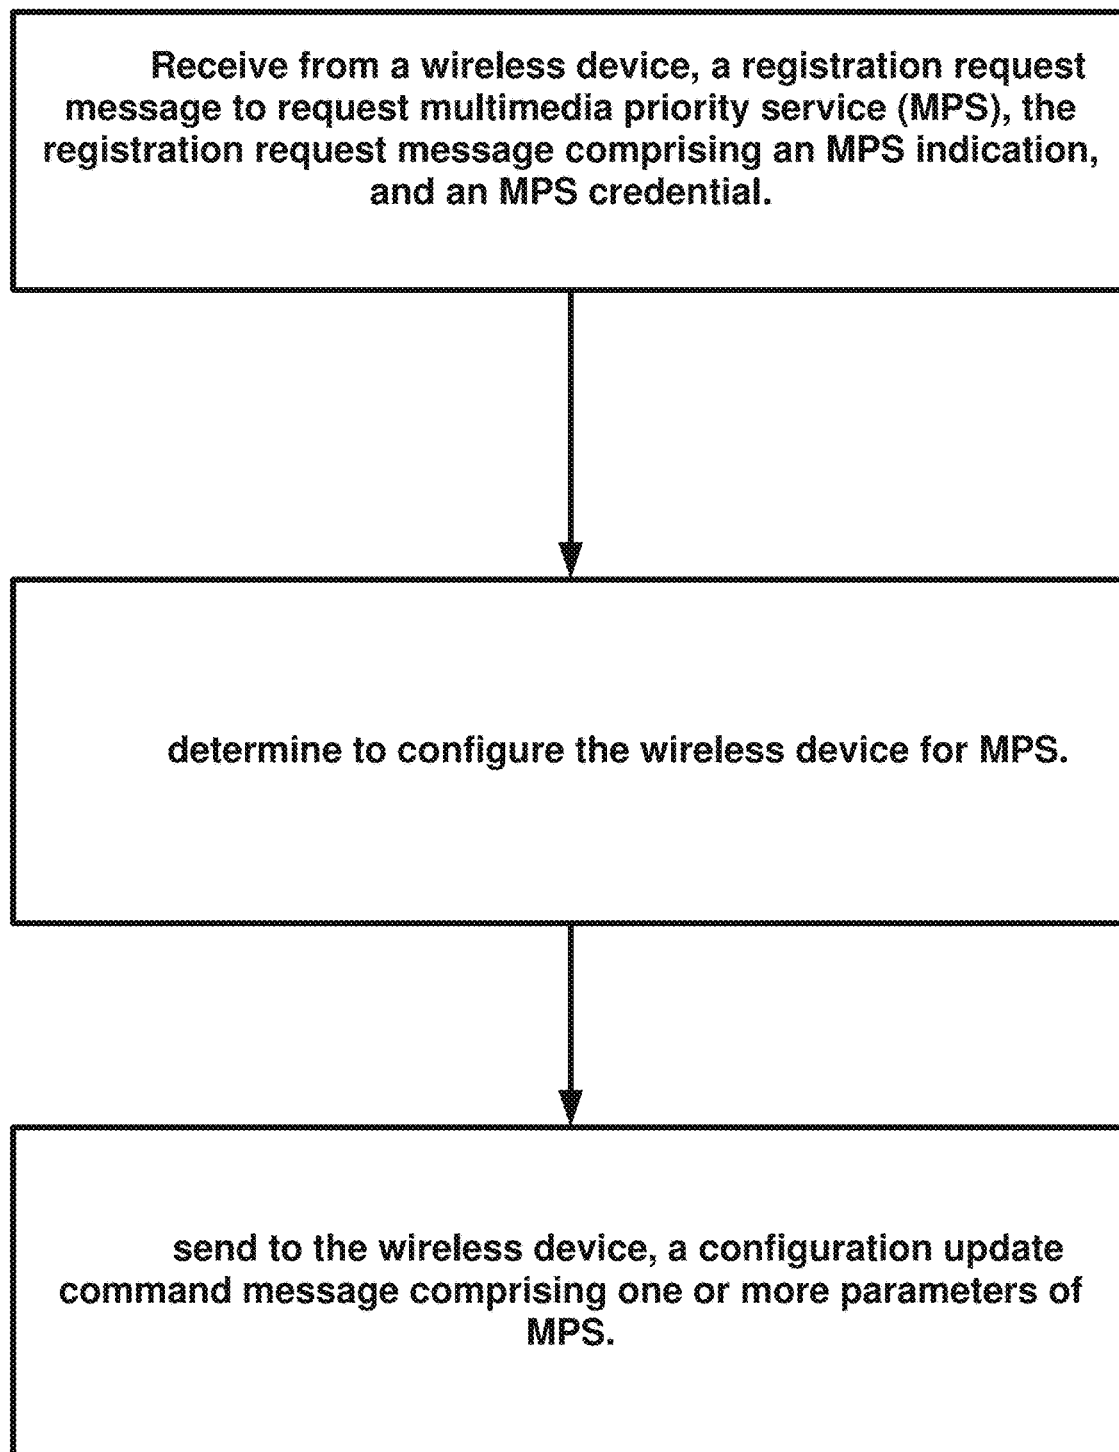 Receive from a wireless device, a registration request
message to request multimedia priority service (MPS), the
registration request message comprising an MPS indication,
and an MPS credential.
determine to configure the wireless device for MPS.
send to the wireless device, a configuration update
command message comprising one or more parameters of
MPS.